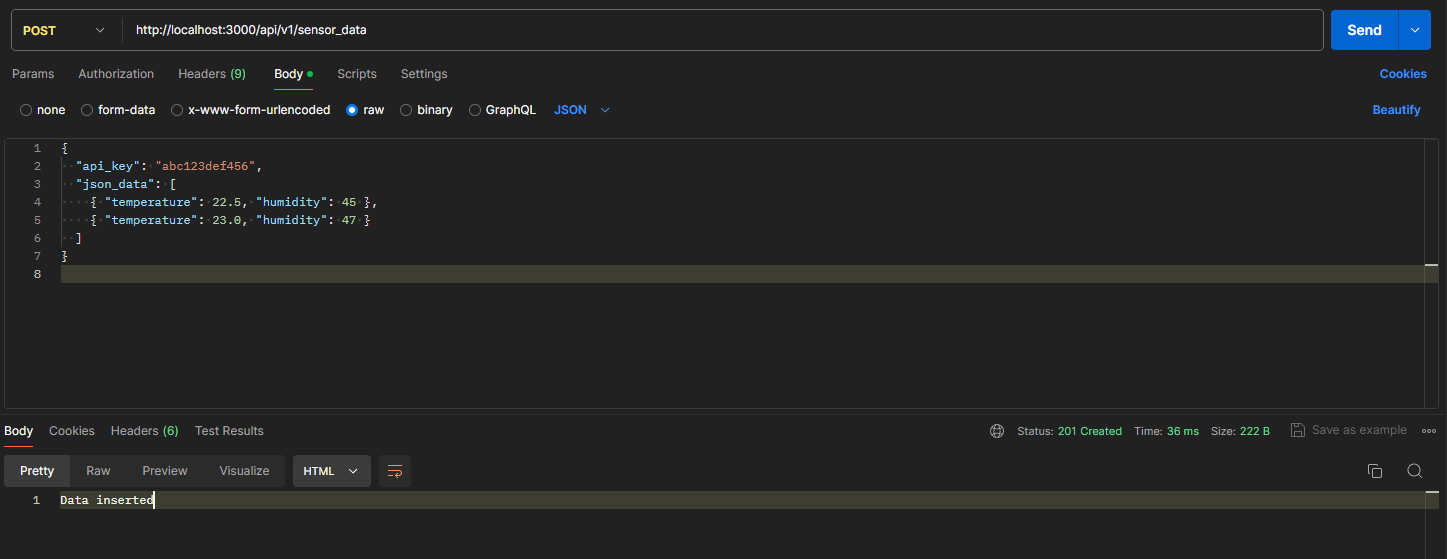 POST http://localhost:3000/api/v1/sensor_data Send
Params Authorization Headers (9) Body Scripts Settings Cookies
none form-data x-www-form-urlencoded raw binary GraphQL JSON Beautify
1 {
2 "api_key": "abc123def456",
3 "json_data": [
4 { "temperature": 22.5, "humidity": 45 },
5 { "temperature": 23.0, "humidity": 47 }
6 ]
7 }
8
Body Cookies Headers (6) Test Results Status: 201 Created Time: 36 ms Size: 222 B Save as example
Pretty Raw Preview Visualize HTML
1 Data inserted